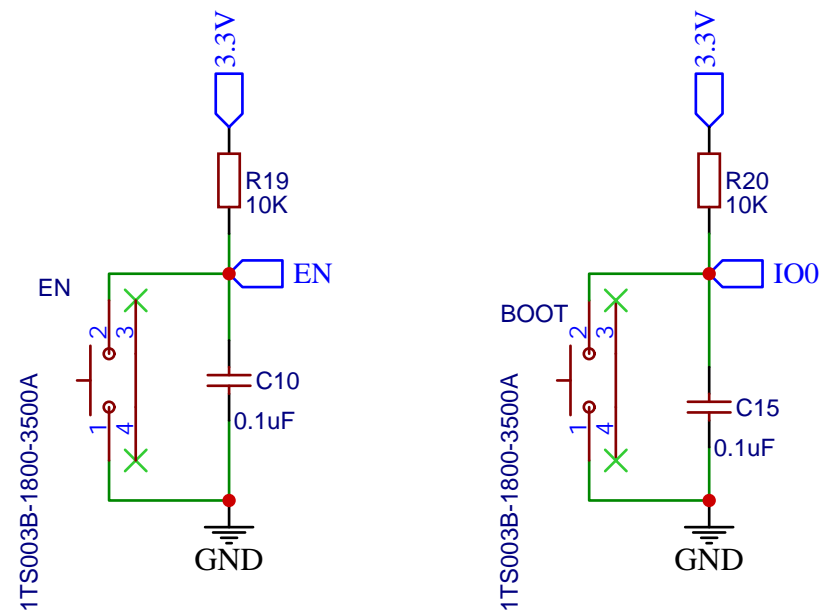 3.3V
R19
10K
EN
EN
2
3
1
4
C10
0.1uF
1TS003B-1800-3500A
GND
3.3V
R20
10K
IO0
BOOT
2
3
1
4
C15
0.1uF
1TS003B-1800-3500A
GND